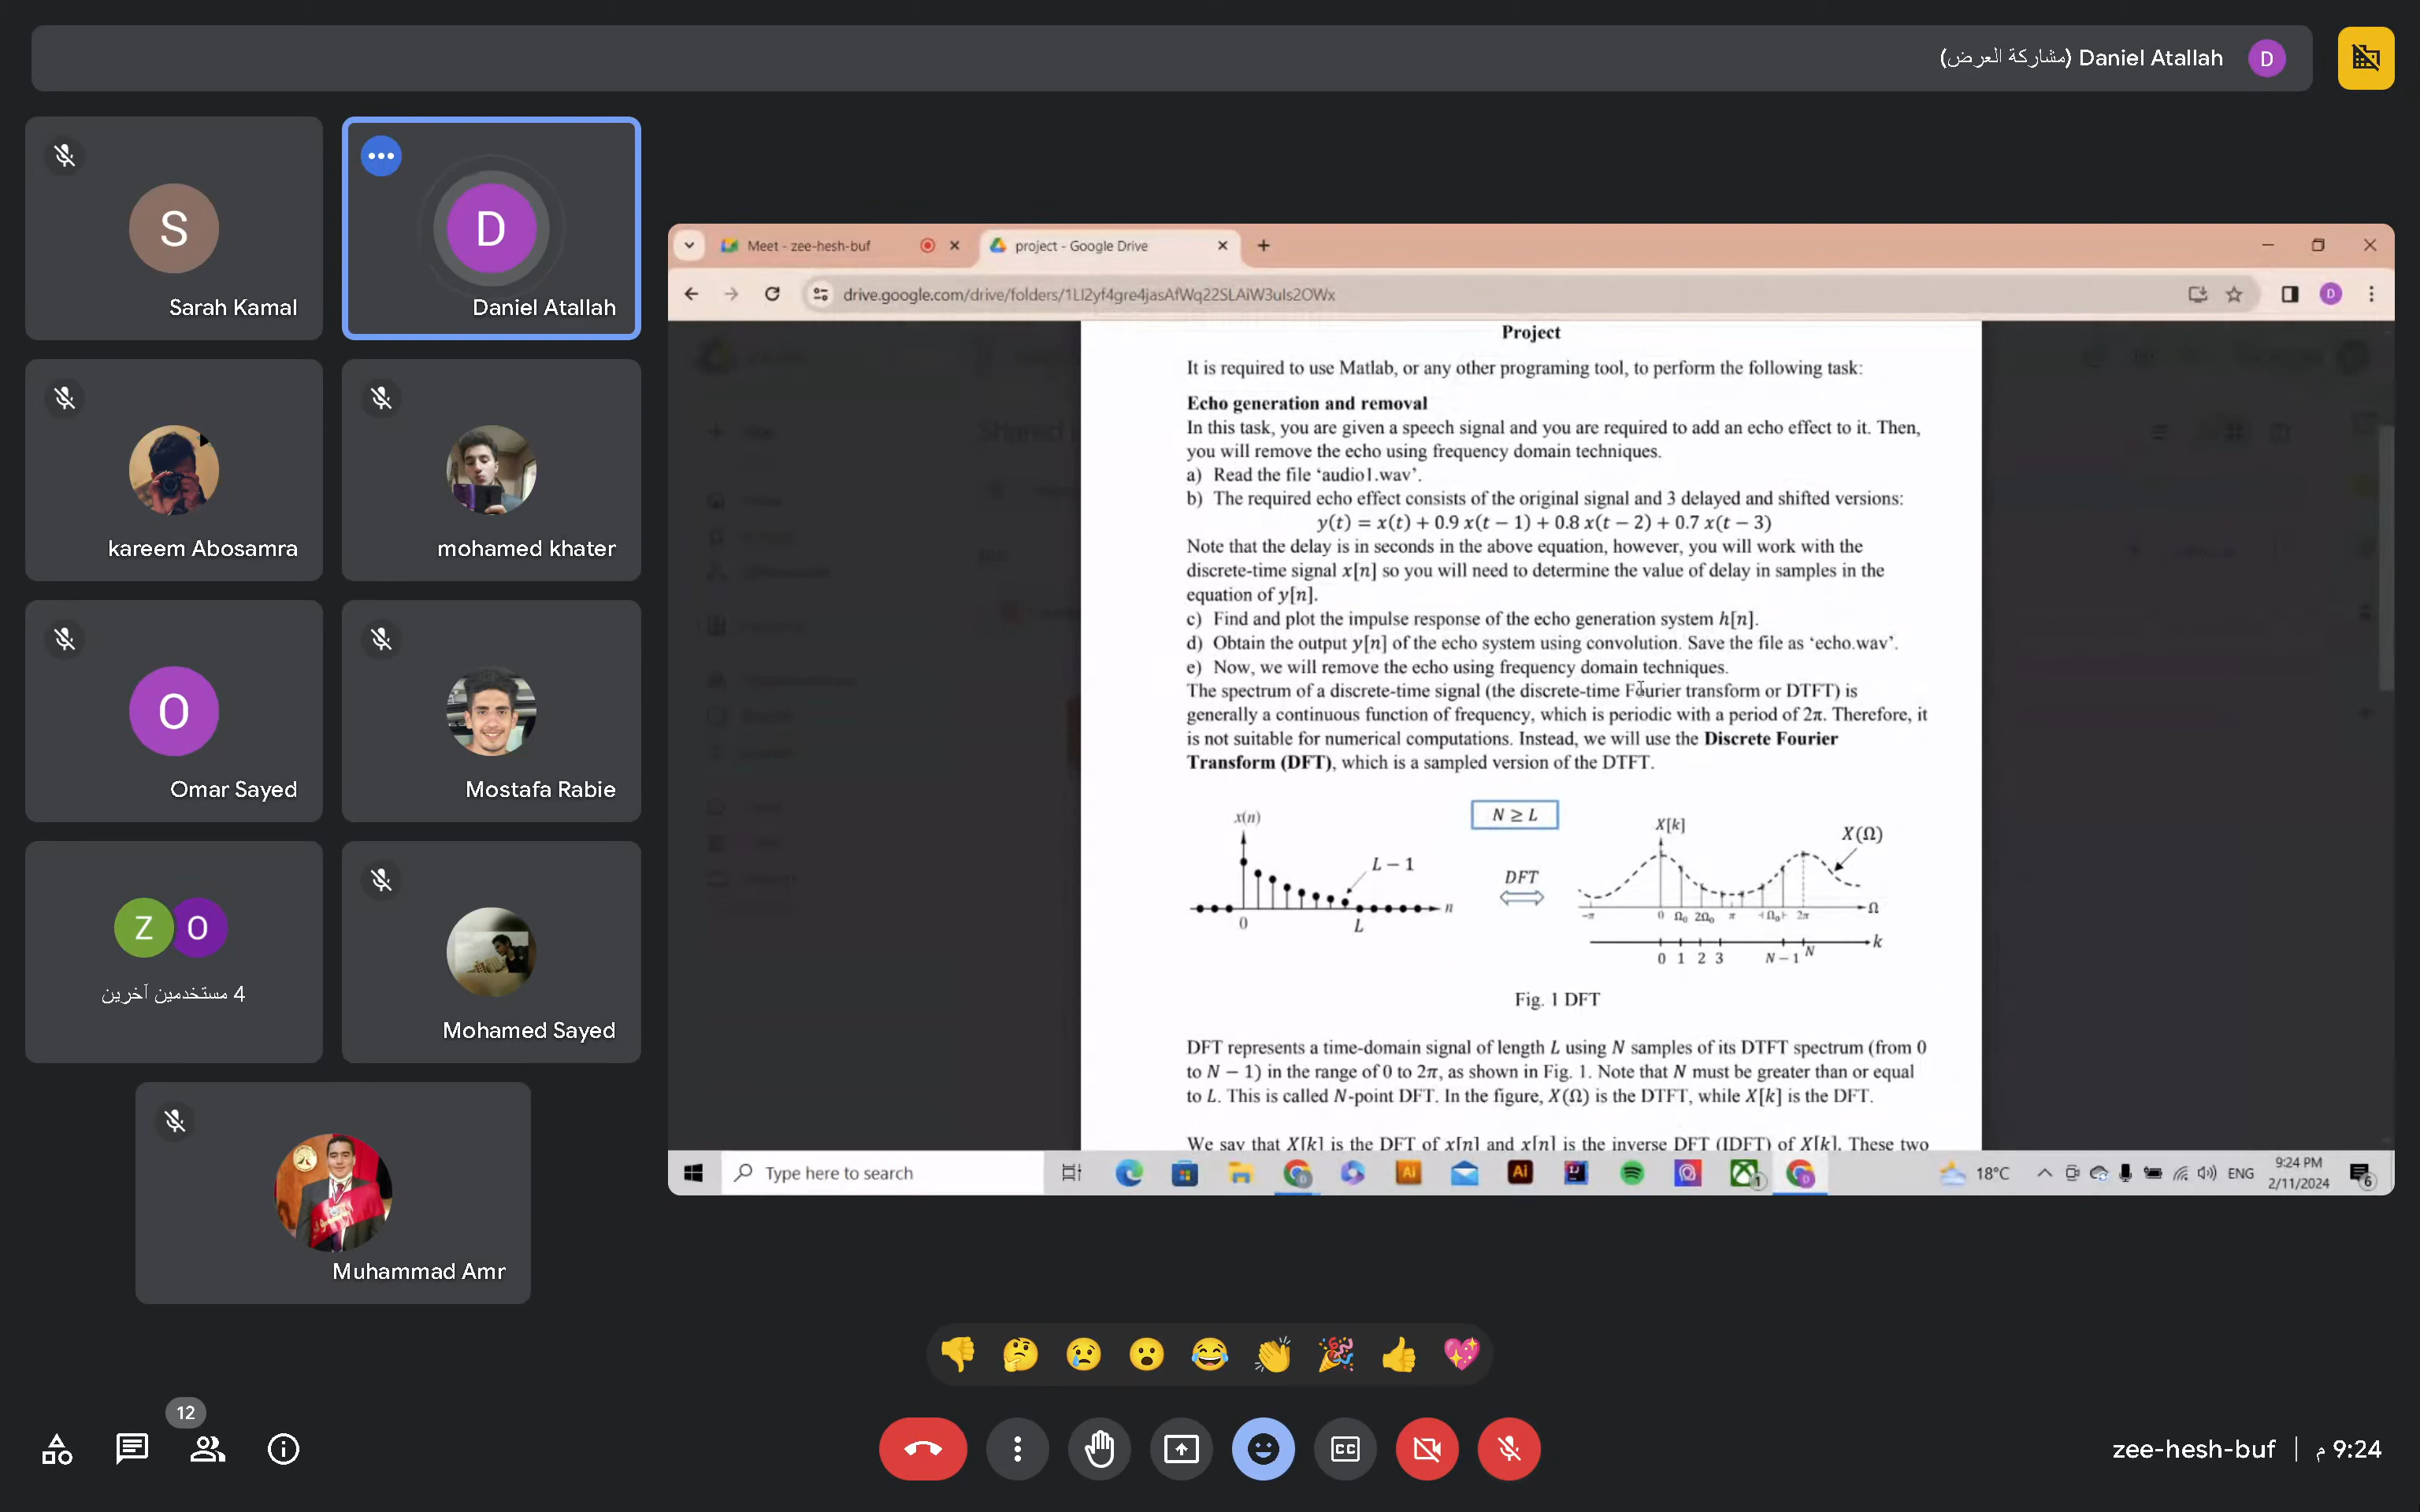 Daniel Atallah (مشاركة العرض)
D
S
Sarah Kamal
D
Daniel Atallah
kareem Abosamra
mohamed khater
O
Omar Sayed
Mostafa Rabie
Z O
4 مستخدمين آخرين
Mohamed Sayed
Muhammad Amr
Meet - zee-hesh-buf
project - Google Drive
drive.google.com/drive/folders/1LI2yf4gre4jasAfWq22SLAiW3uIs2OWx
D
Project
It is required to use Matlab, or any other programing tool, to perform the following task:
Echo generation and removal
In this task, you are given a speech signal and you are required to add an echo effect to it. Then,
you will remove the echo using frequency domain techniques.
a) Read the file ‘audio1.wav’.
b) The required echo effect consists of the original signal and 3 delayed and shifted versions:
y(t) = x(t) + 0.9 x(t − 1) + 0.8 x(t − 2) + 0.7 x(t − 3)
Note that the delay is in seconds in the above equation, however, you will work with the
discrete-time signal x[n] so you will need to determine the value of delay in samples in the
equation of y[n].
c) Find and plot the impulse response of the echo generation system h[n].
d) Obtain the output y[n] of the echo system using convolution. Save the file as ‘echo.wav’.
e) Now, we will remove the echo using frequency domain techniques.
The spectrum of a discrete-time signal (the discrete-time Fourier transform or DTFT) is
generally a continuous function of frequency, which is periodic with a period of 2π. Therefore, it
is not suitable for numerical computations. Instead, we will use the Discrete Fourier
Transform (DFT), which is a sampled version of the DTFT.
x(n)
N ≥ L
X[k]
X(Ω)
L − 1
DFT
n
0
L
−π 0 Ω₀ 2Ω₀ π 2π
Ω
k
0 1 2 3 N − 1 N
Fig. 1 DFT
DFT represents a time-domain signal of length L using N samples of its DTFT spectrum (from 0
to N − 1) in the range of 0 to 2π, as shown in Fig. 1. Note that N must be greater than or equal
to L. This is called N-point DFT. In the figure, X(Ω) is the DTFT, while X[k] is the DFT.
We say that X[k] is the DFT of x[n] and x[n] is the inverse DFT (IDFT) of X[k]. These two
Type here to search
Ai
Ai
IJ
1
18°C
ENG
9:24 PM
2/11/2024
6
12
CC
zee-hesh-buf
9:24 م